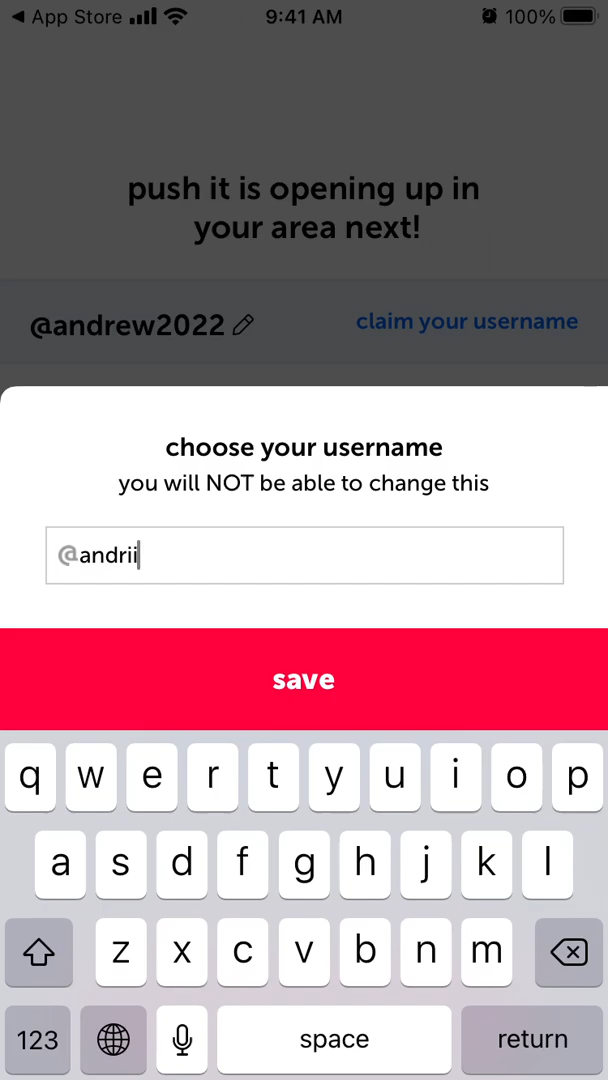 App Store 9:41 AM 100%
push it is opening up in
your area next!
@andrew2022 claim your username
choose your username
you will NOT be able to change this
@andrii
save
q w e r t y u i o p
a s d f g h j k l
z x c v b n m
123 space return